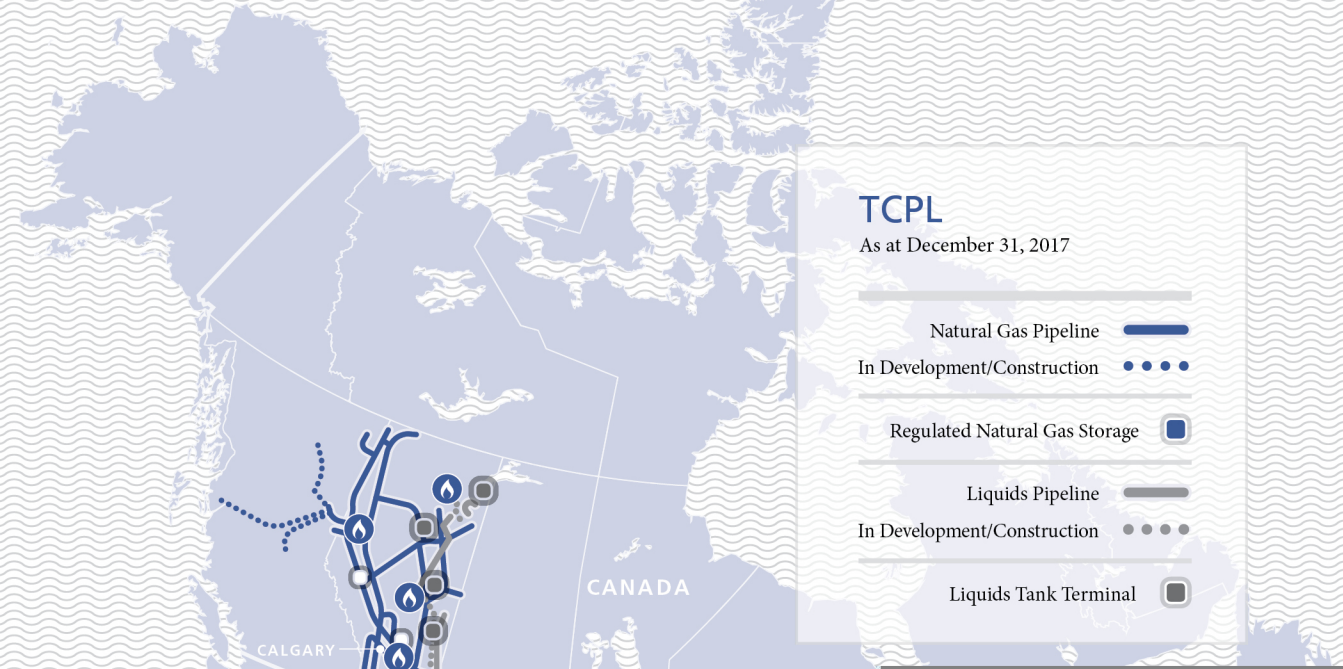 TCPL
As at December 31, 2017
Natural Gas Pipeline
In Development/Construction
Regulated Natural Gas Storage
Liquids Pipeline
In Development/Construction
Liquids Tank Terminal
CANADA
CALGARY